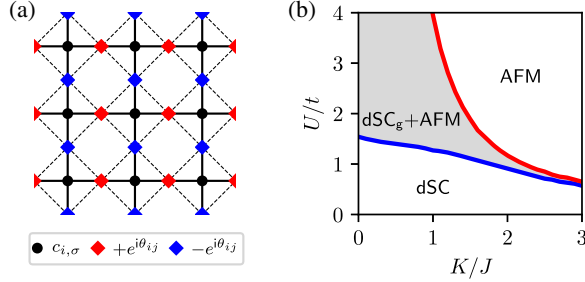 (a)
c_{i,σ} +e^{iθ_{ij}} −e^{iθ_{ij}}
(b)
U/t
4
3
2
1
0
AFM
dSC_g+AFM
dSC
0 1 2 3
K/J